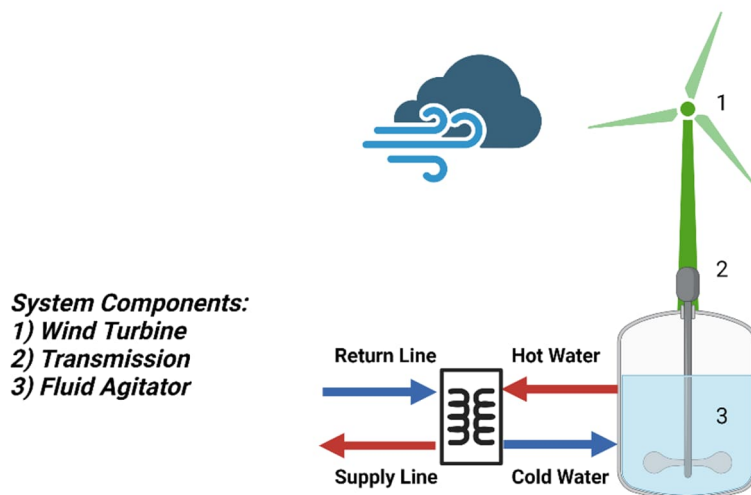 1
2
System Components:
1) Wind Turbine
2) Transmission
3) Fluid Agitator
Return Line
Hot Water
3
Supply Line
Cold Water